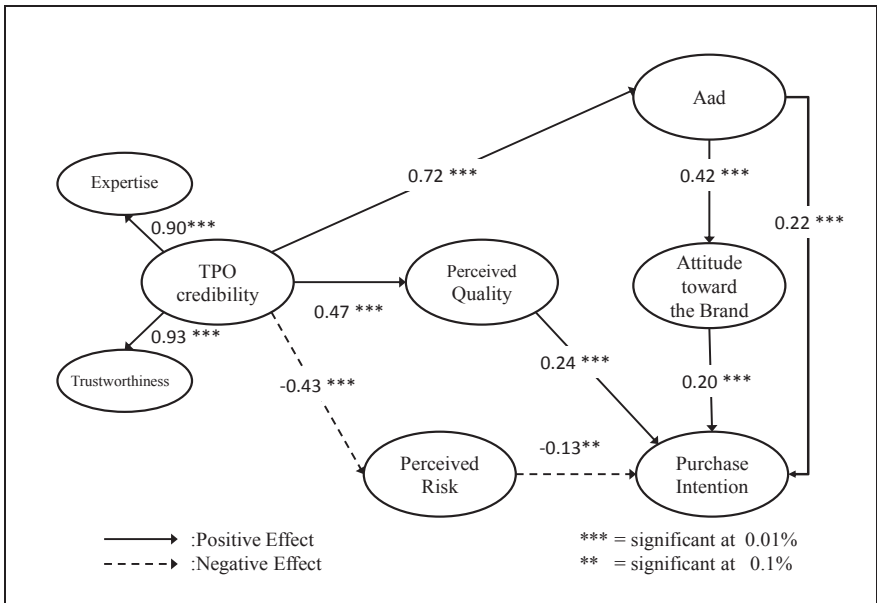 Aad
Expertise
0.72 ***
0.42 ***
0.90***
0.22 ***
TPO
credibility
Perceived
Quality
Attitude
toward
the Brand
0.47 ***
0.93 ***
0.24 ***
Trustworthiness
-0.43 ***
0.20 ***
-0.13**
Perceived
Risk
Purchase
Intention
:Positive Effect
*** = significant at 0.01%
:Negative Effect
** = significant at 0.1%